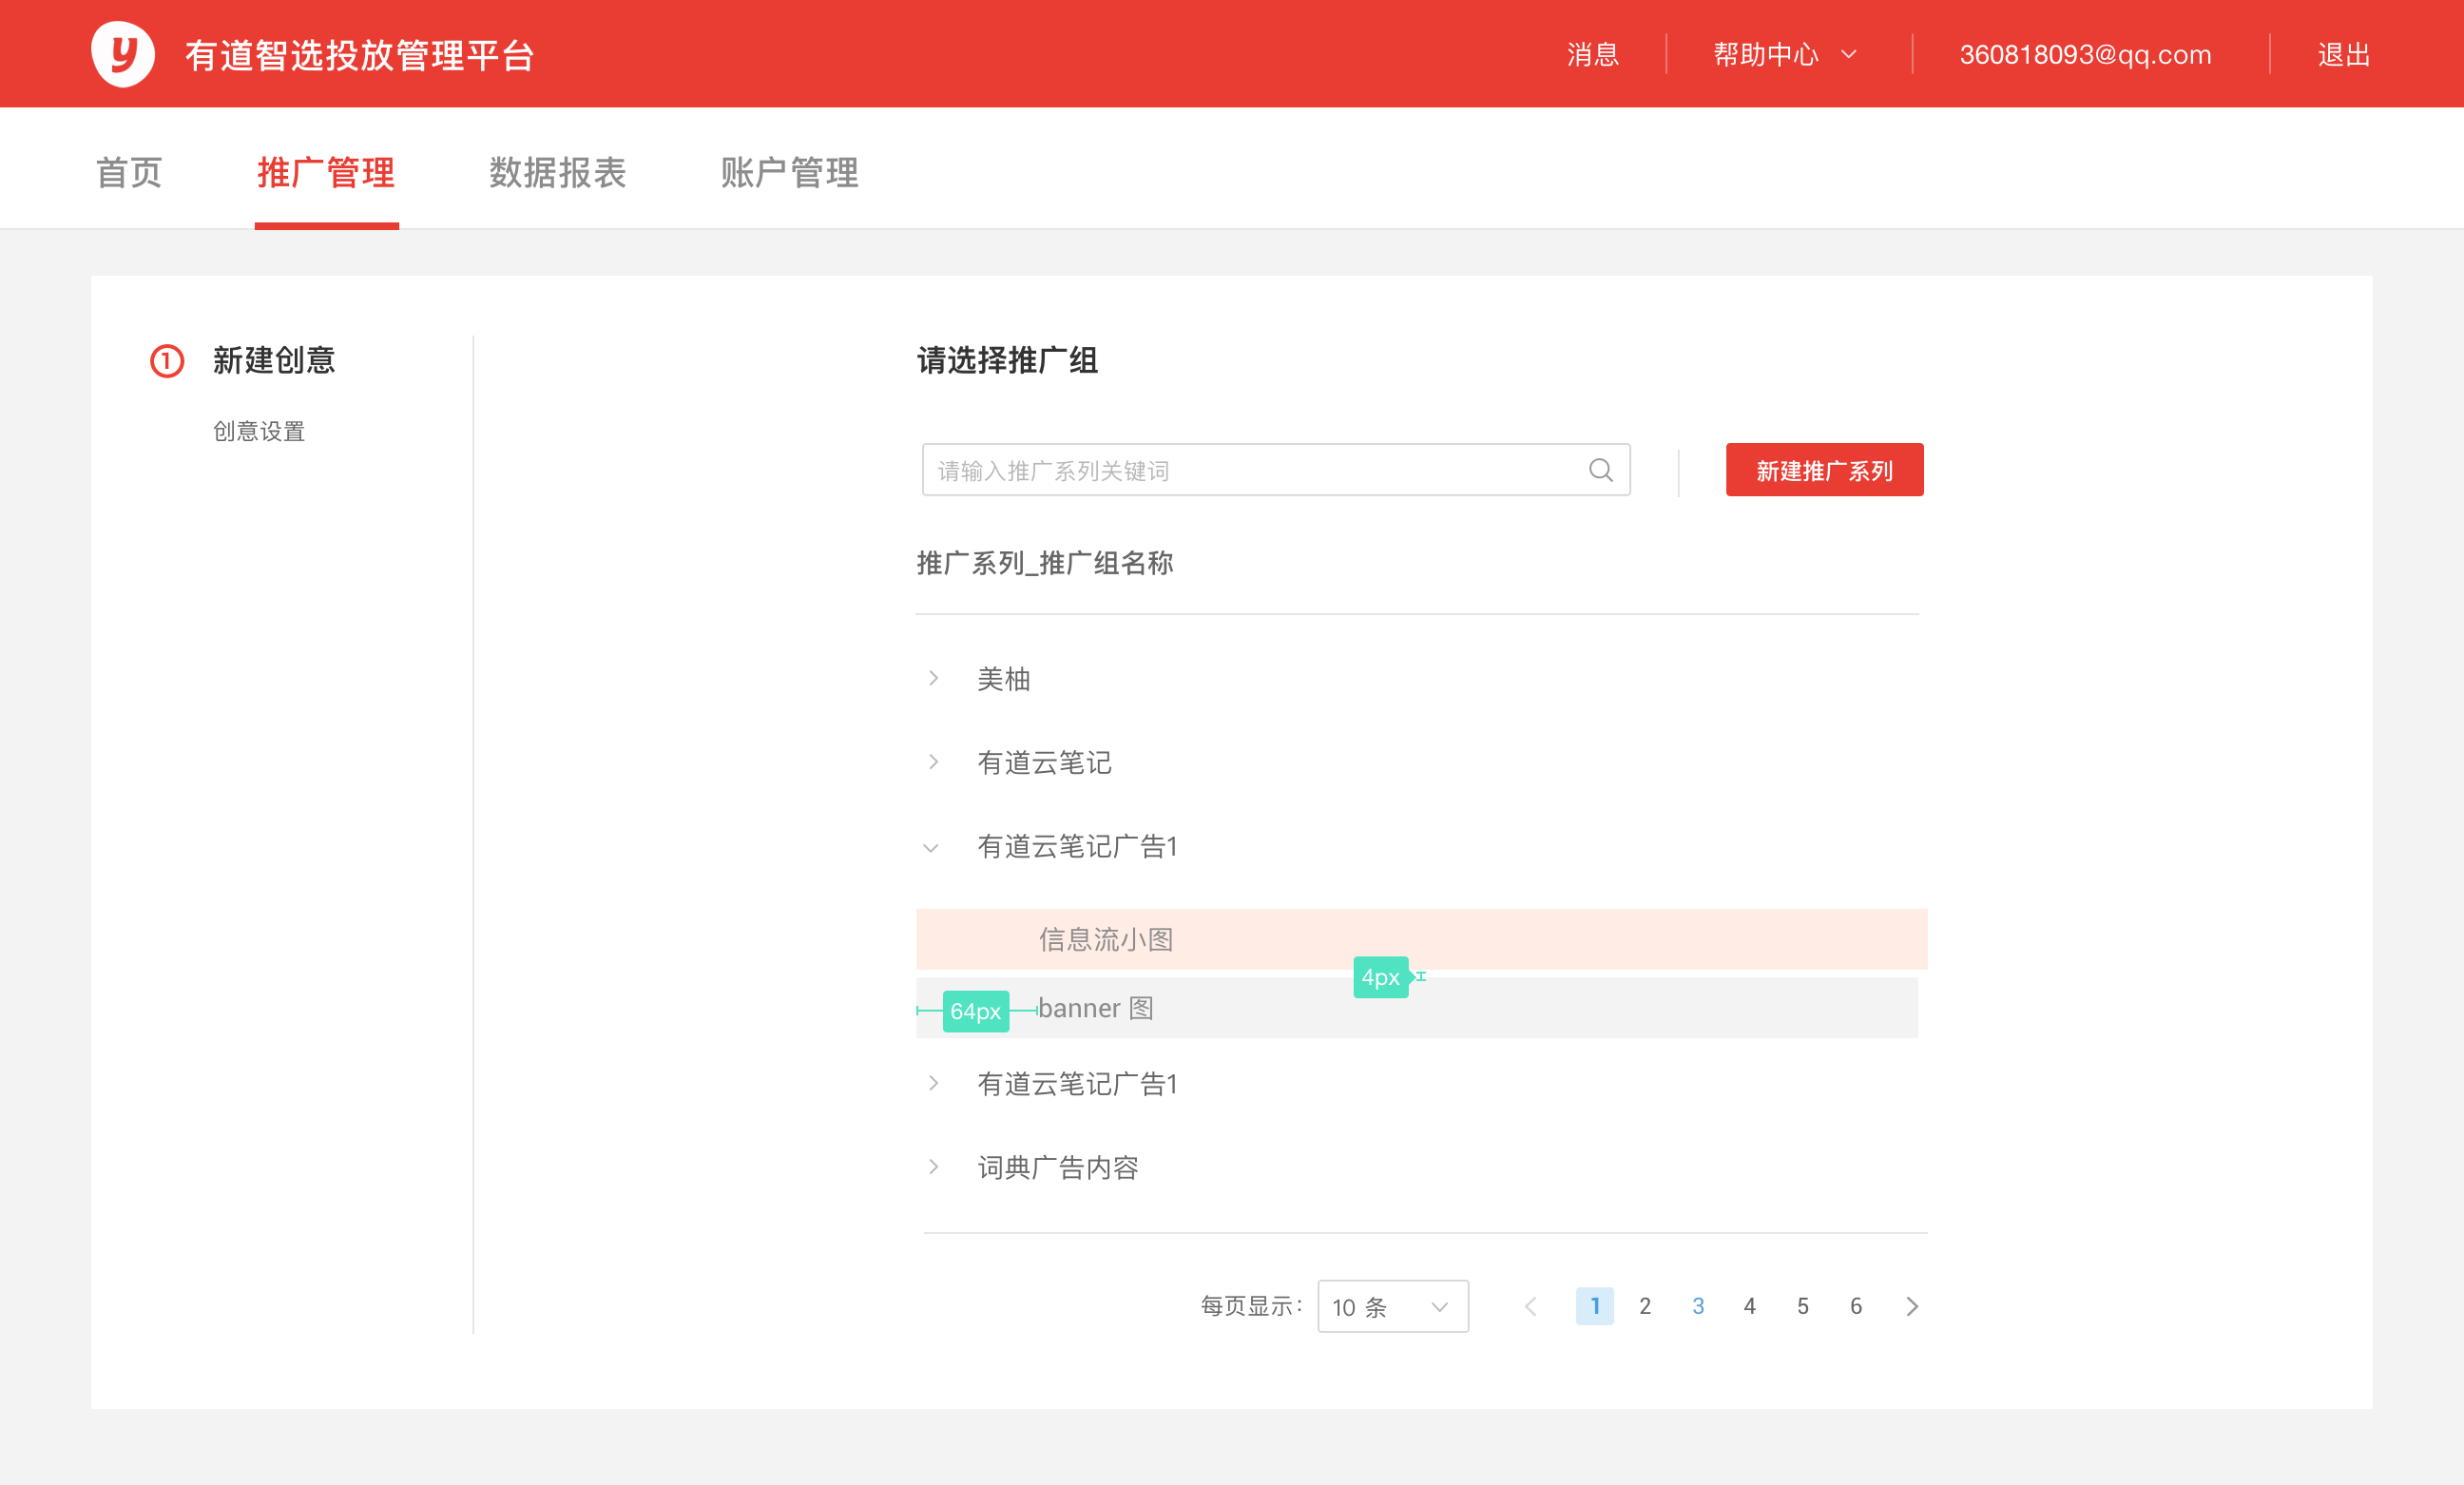 y 有道智选投放管理平台 消息 帮助中心 360818093@qq.com 退出
首页 推广管理 数据报表 账户管理
1 新建创意
创意设置
请选择推广组
请输入推广系列关键词 新建推广系列
推广系列_推广组名称
美柚
有道云笔记
有道云笔记广告1
信息流小图
4px
64px banner 图
有道云笔记广告1
词典广告内容
每页显示： 10 条 1 2 3 4 5 6